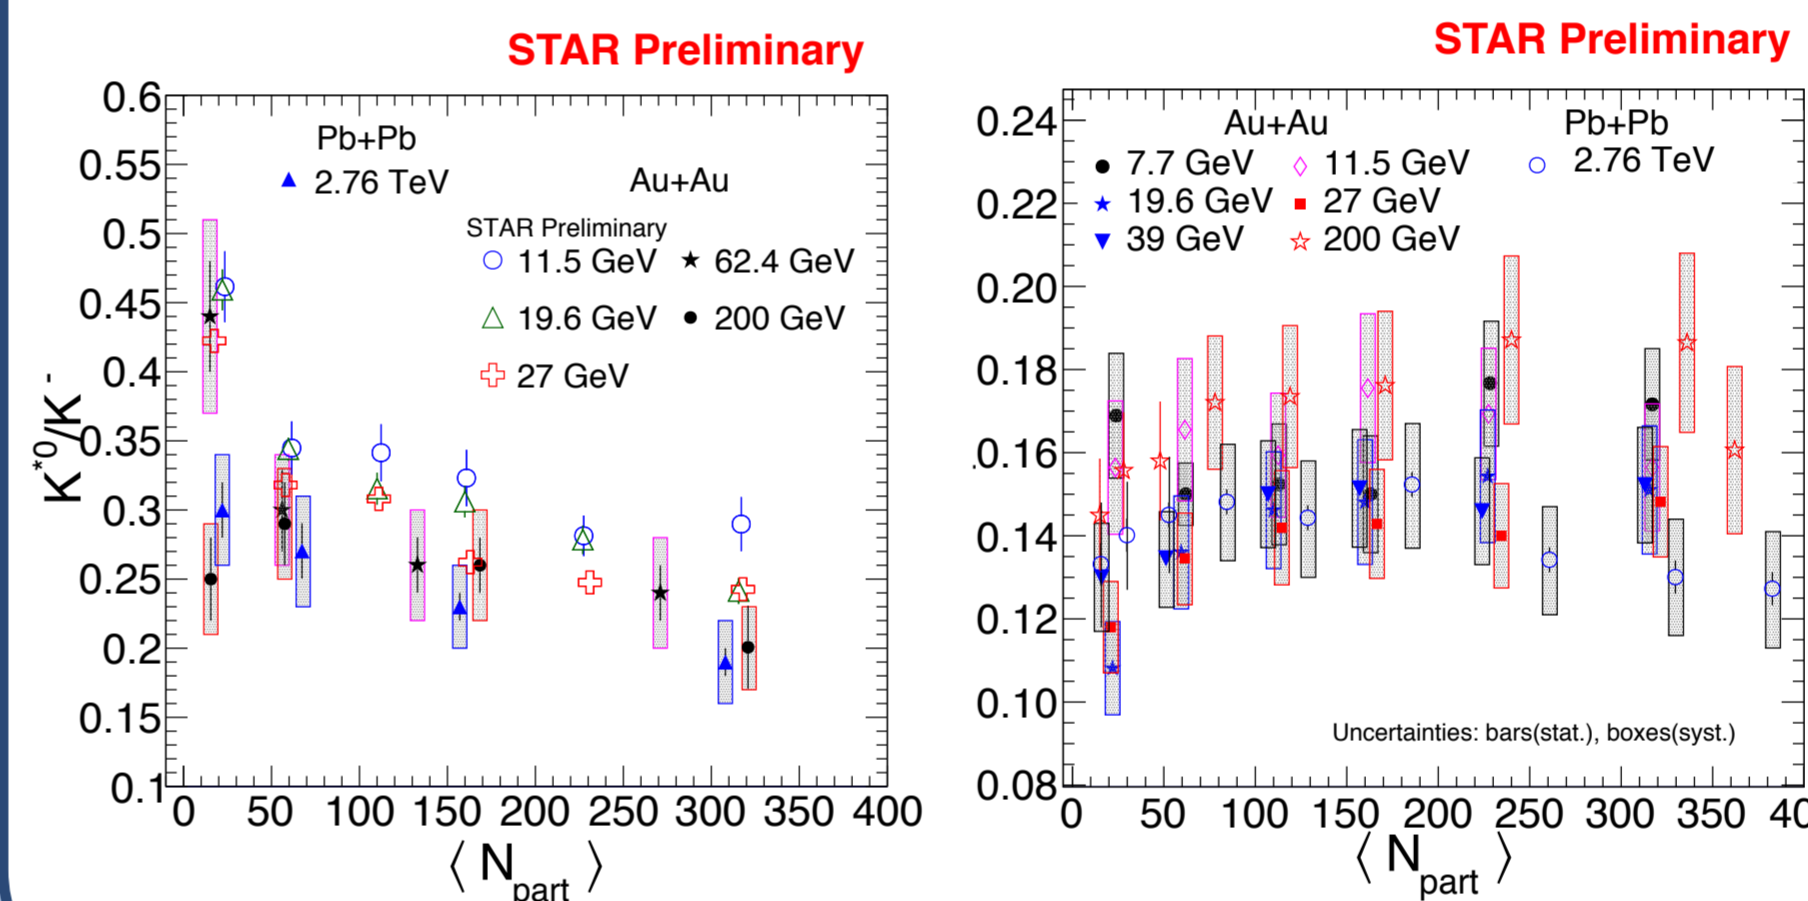 STAR Preliminary
0.6
0.55
0.5
0.45
0.4
0.35
0.3
0.25
0.2
0.15
0.1
K*0/K-
Pb+Pb
2.76 TeV
Au+Au
STAR Preliminary
11.5 GeV
62.4 GeV
19.6 GeV
200 GeV
27 GeV
0 50 100 150 200 250 300 350 400
⟨ Npart ⟩
STAR Preliminary
0.24
0.22
0.20
0.18
0.16
0.14
0.12
0.10
0.08
Au+Au
Pb+Pb
7.7 GeV
11.5 GeV
2.76 TeV
19.6 GeV
27 GeV
39 GeV
200 GeV
Uncertainties: bars(stat.), boxes(syst.)
0 50 100 150 200 250 300 350
⟨ Npart ⟩